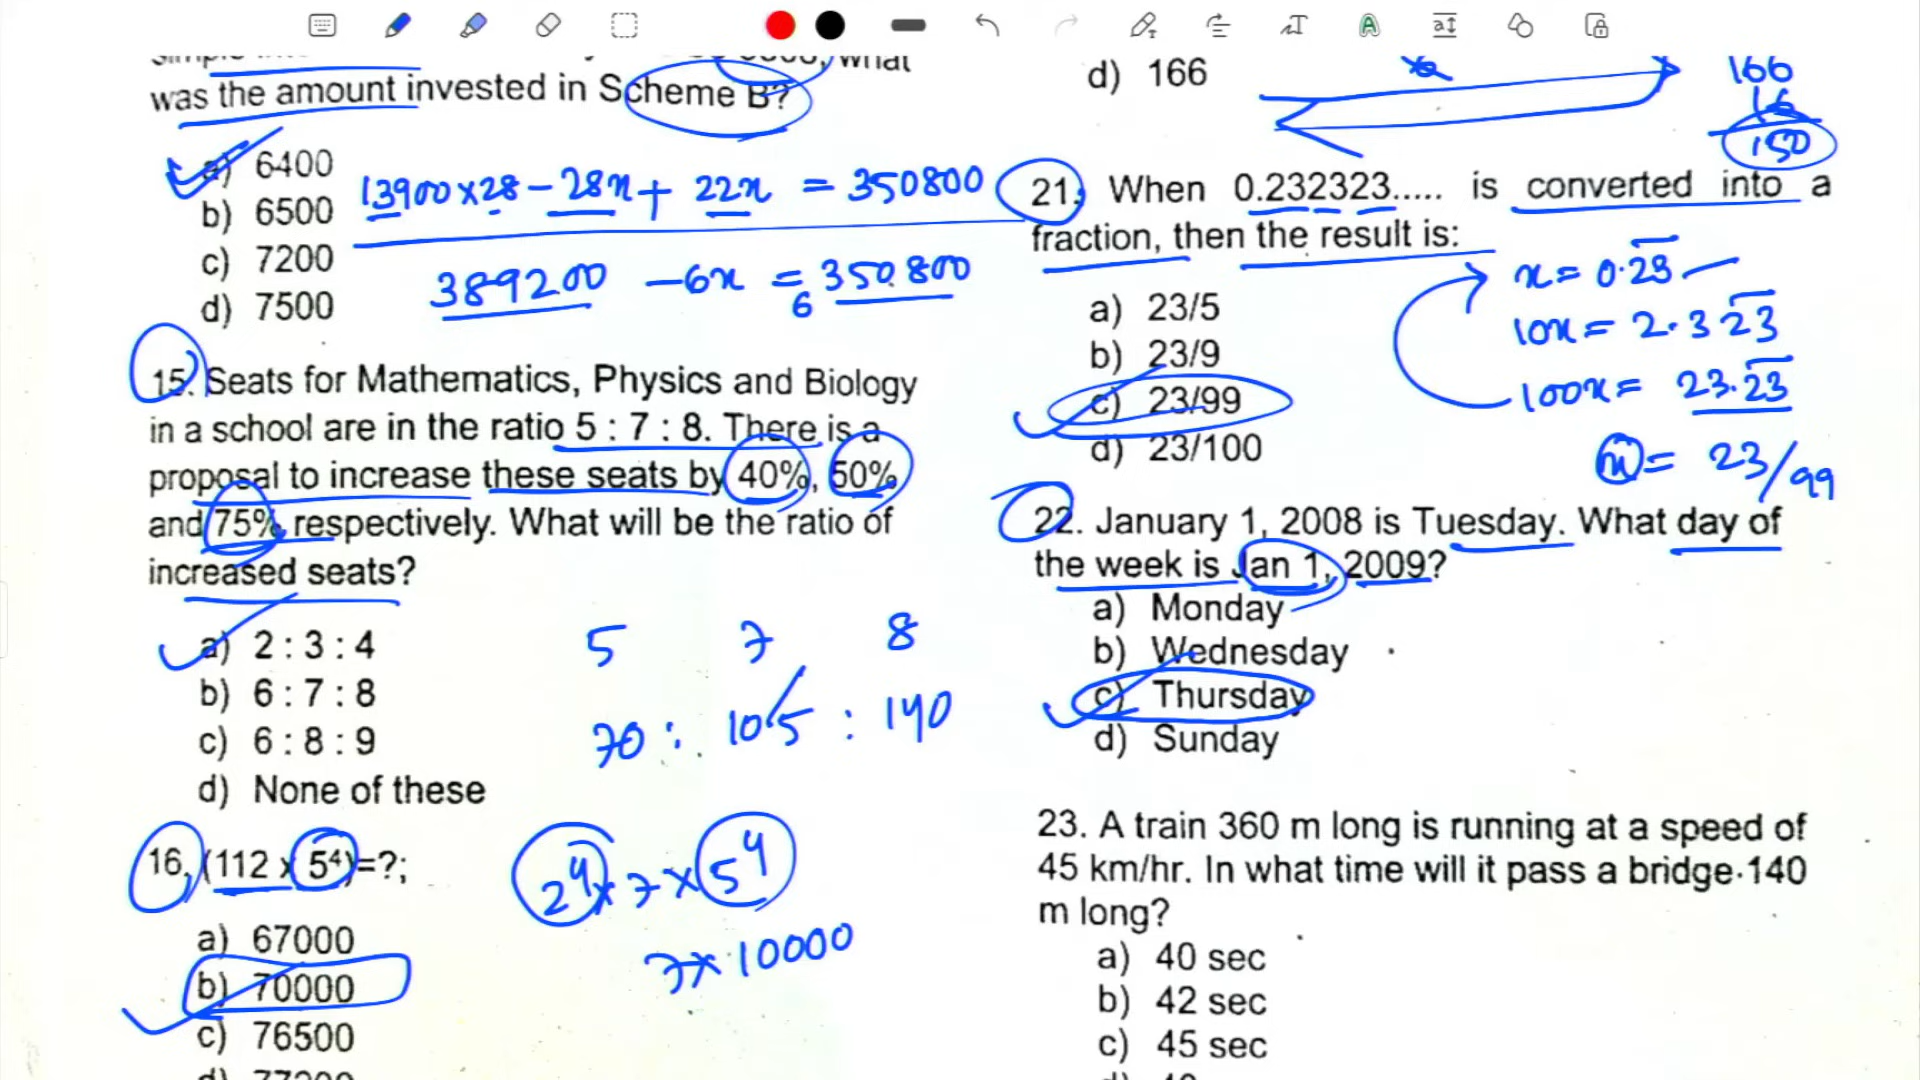 was the amount invested in Scheme B?
a) 6400
b) 6500
c) 7200
d) 7500
13900×28 – 28x + 22x = 350800
389200 – 6x = 350800
6
15. Seats for Mathematics, Physics and Biology
in a school are in the ratio 5 : 7 : 8. There is a
proposal to increase these seats by 40%, 50%
and 75% respectively. What will be the ratio of
increased seats?
a) 2 : 3 : 4
b) 6 : 7 : 8
c) 6 : 8 : 9
d) None of these
5 7 8
70 : 105 : 140
16. (112 x 5⁴)=?;
a) 67000
b) 70000
c) 76500
2⁴ × 7 × 5⁴
7 × 10000
d) 166
166
16
150
21. When 0.232323..... is converted into a
fraction, then the result is:
a) 23/5
b) 23/9
c) 23/99
d) 23/100
x = 0.2̅3̅
10x = 2.32̅3̅
100x = 23.2̅3̅
x = 23/99
22. January 1, 2008 is Tuesday. What day of
the week is Jan 1, 2009?
a) Monday
b) Wednesday
c) Thursday
d) Sunday
23. A train 360 m long is running at a speed of
45 km/hr. In what time will it pass a bridge 140
m long?
a) 40 sec
b) 42 sec
c) 45 sec